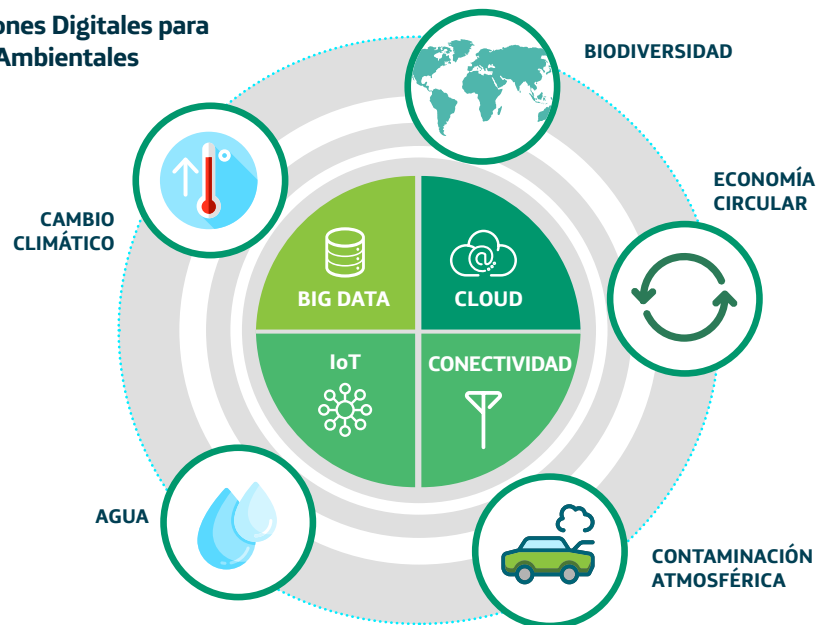 ones Digitales para
Ambientales
BIODIVERSIDAD
ECONOMÍA
CIRCULAR
CAMBIO
CLIMÁTICO
BIG DATA
CLOUD
IoT
CONECTIVIDAD
AGUA
CONTAMINACIÓN
ATMOSFÉRICA